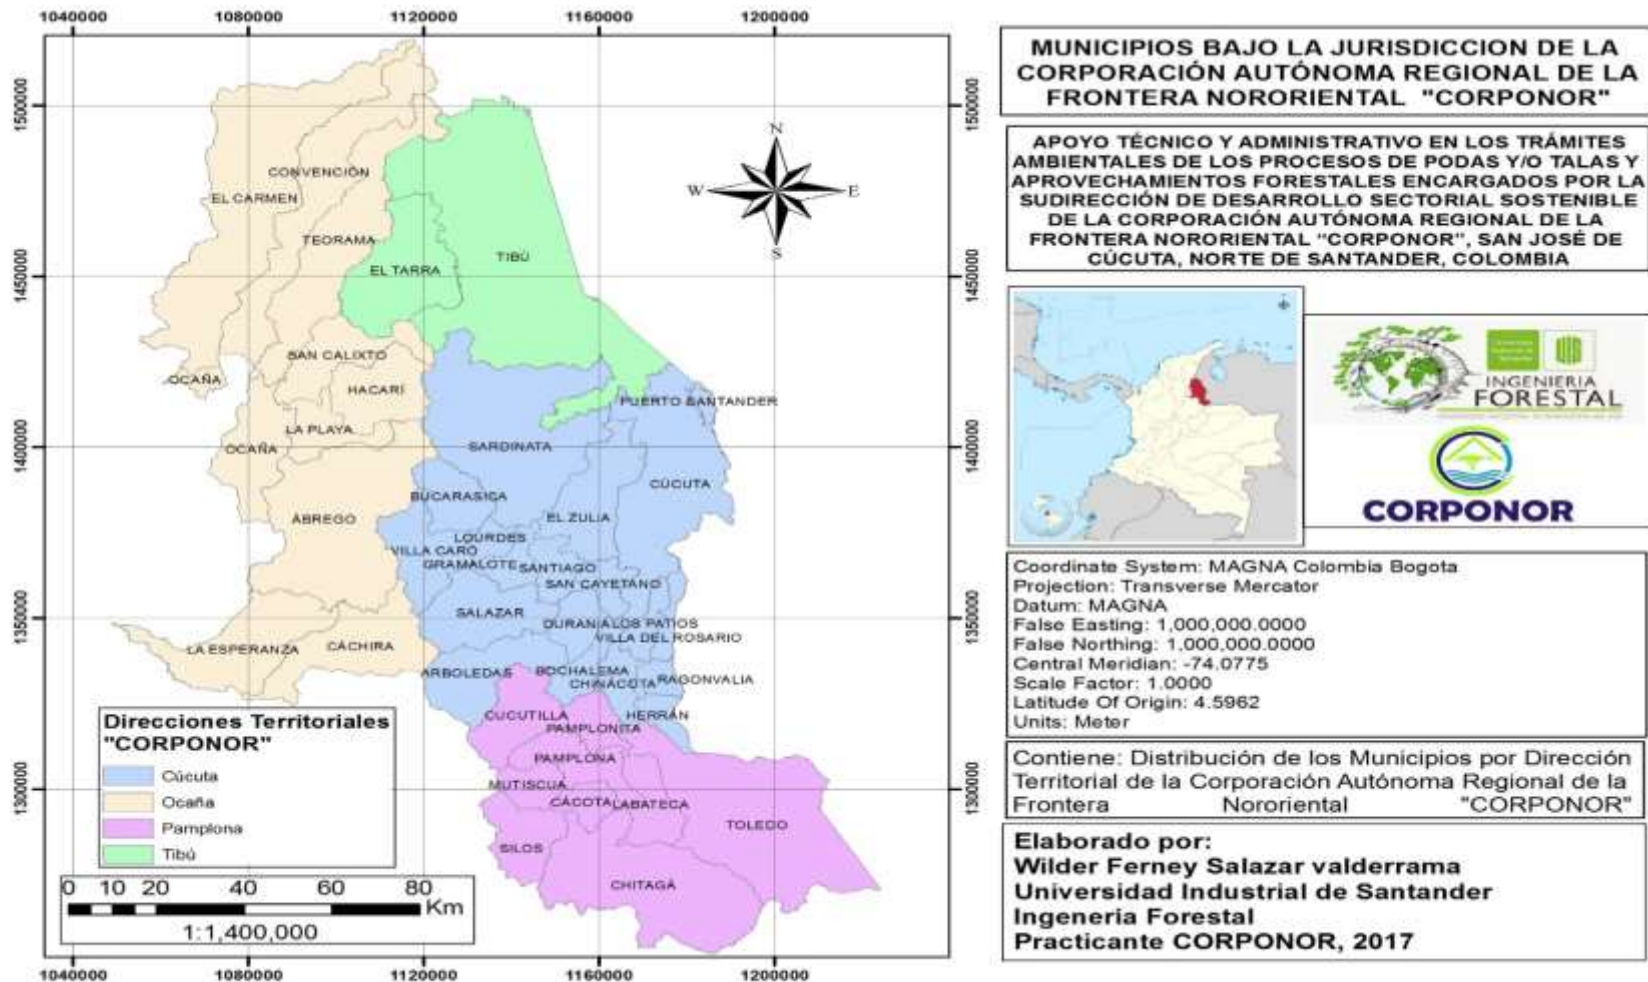 1040000 1080000 1120000 1160000 1200000
1500000
1450000
1400000
1350000
1300000
1500000
1450000
1400000
1350000
1300000
N
W
E
S
CONVENCIÓN
EL CARMEN
TEORAMA
TIBÚ
EL TARRA
SAN CALIXTO
OCAÑA
HACARÍ
PUERTO SANTANDER
LA PLAYA
OCAÑA
SARDINATA
CÚCUTA
BUCARASICA
ÁBREGO
EL ZULIA
LOURDES
VILLA CARO
GRAMALOTE
SANTIAGO
SAN CAYETANO
SALAZAR
DURANIA
LOS PATIOS
VILLA DEL ROSARIO
LA ESPERANZA
CÁCHIRA
ARBOLEDAS
BOCHALEMA
CHINÁCOTA
RAGONVALIA
CUCUTILLA
HERRÁN
PAMPLONITA
PAMPLONA
MUTISCUA
CÁCOTA
LABATECA
TOLEDO
SILOS
CHITAGÁ
Direcciones Territoriales
"CORPONOR"
Cúcuta
Ocaña
Pamplona
Tibú
0 10 20 40 60 80
Km
1:1,400,000
1040000 1080000 1120000 1160000 1200000
MUNICIPIOS BAJO LA JURISDICCION DE LA
CORPORACIÓN AUTÓNOMA REGIONAL DE LA
FRONTERA NORORIENTAL "CORPONOR"
APOYO TÉCNICO Y ADMINISTRATIVO EN LOS TRÁMITES
AMBIENTALES DE LOS PROCESOS DE PODAS Y/O TALAS Y
APROVECHAMIENTOS FORESTALES ENCARGADOS POR LA
SUDIRECCIÓN DE DESARROLLO SECTORIAL SOSTENIBLE
DE LA CORPORACIÓN AUTÓNOMA REGIONAL DE LA
FRONTERA NORORIENTAL "CORPONOR", SAN JOSÉ DE
CÚCUTA, NORTE DE SANTANDER, COLOMBIA
INGENIERIA
FORESTAL
CORPONOR
Coordinate System: MAGNA Colombia Bogota
Projection: Transverse Mercator
Datum: MAGNA
False Easting: 1,000,000.0000
False Northing: 1,000,000.0000
Central Meridian: -74.0775
Scale Factor: 1.0000
Latitude Of Origin: 4.5962
Units: Meter
Contiene: Distribución de los Municipios por Dirección
Territorial de la Corporación Autónoma Regional de la
Frontera Nororiental "CORPONOR"
Elaborado por:
Wilder Ferney Salazar valderrama
Universidad Industrial de Santander
Ingeneria Forestal
Practicante CORPONOR, 2017